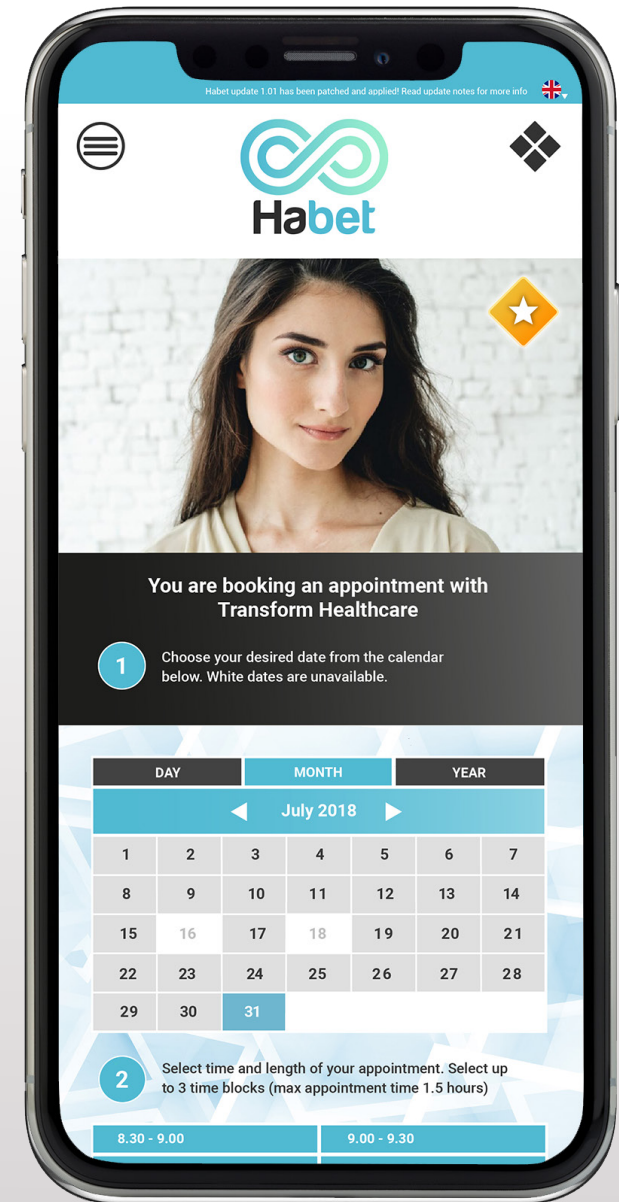 Habet update 1.01 has been patched and applied! Read update notes for more info
Habet
You are booking an appointment with
Transform Healthcare
1
Choose your desired date from the calendar
below. White dates are unavailable.
DAY MONTH YEAR
July 2018
1 2 3 4 5 6 7
8 9 10 11 12 13 14
15 16 17 18 19 20 21
22 23 24 25 26 27 28
29 30 31
2
Select time and length of your appointment. Select up
to 3 time blocks (max appointment time 1.5 hours)
8.30 - 9.00 9.00 - 9.30